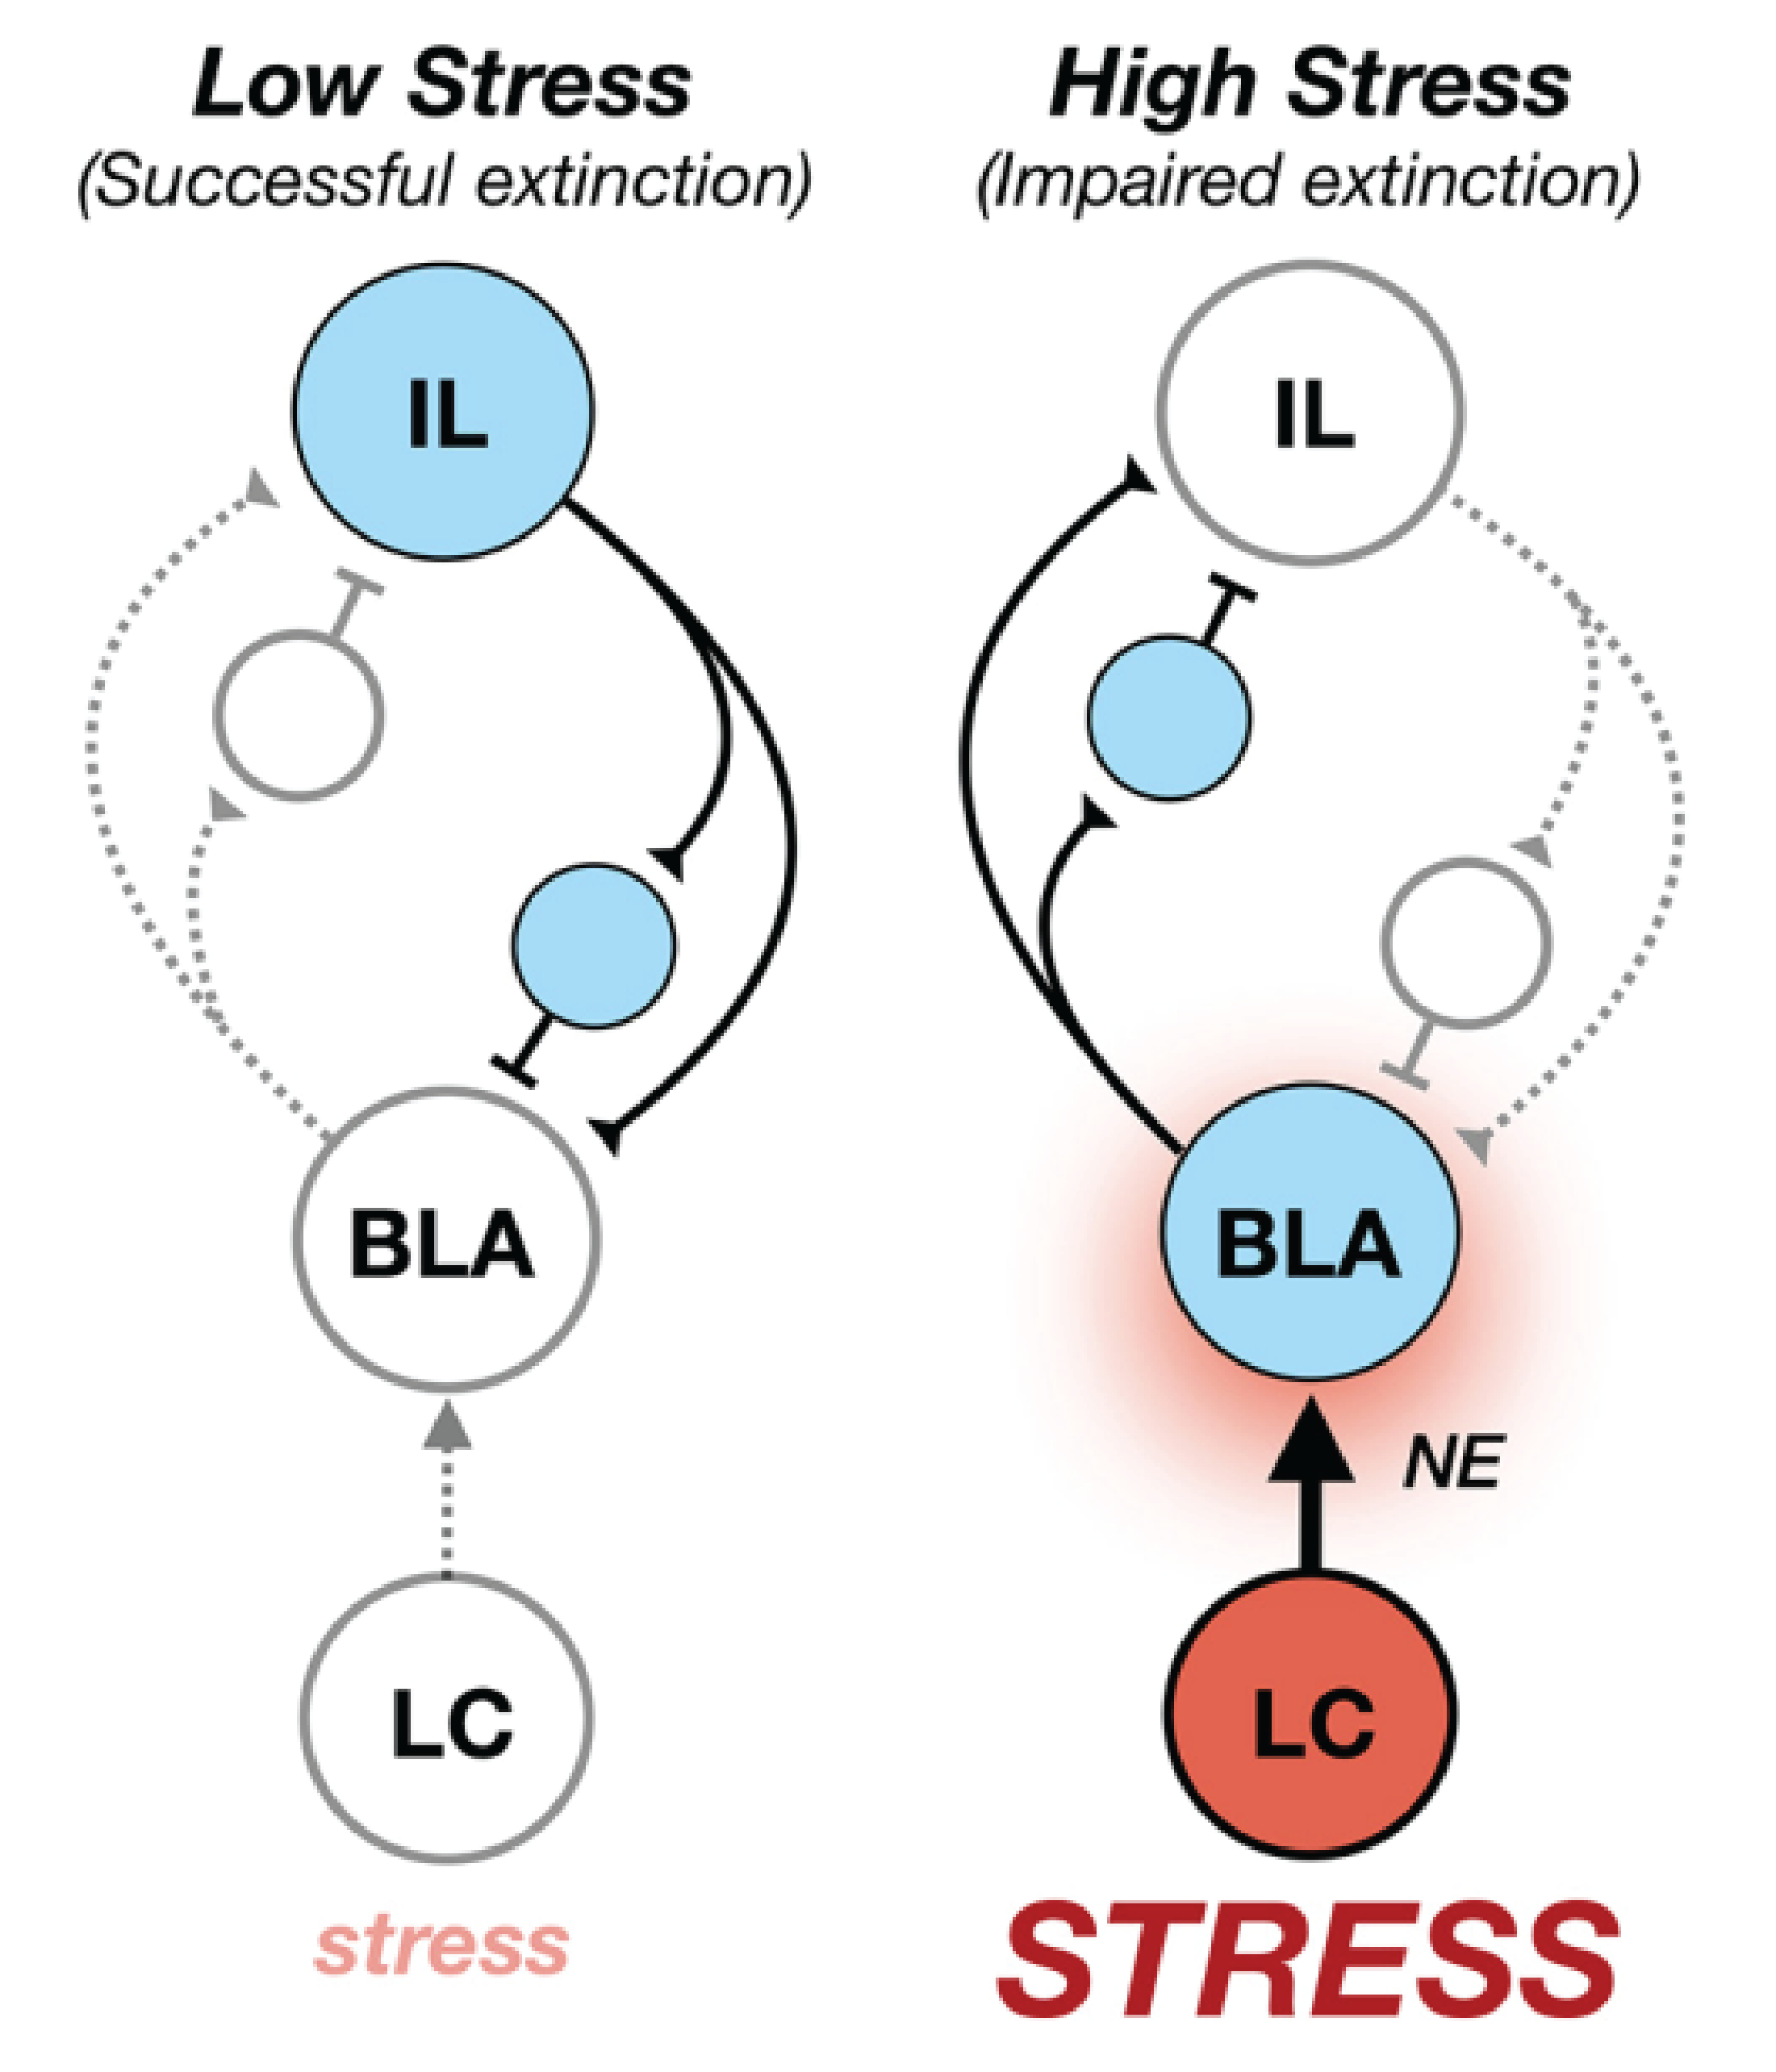 Low Stress
(Successful extinction)
IL
BLA
LC
stress
High Stress
(Impaired extinction)
IL
BLA
NE
LC
STRESS